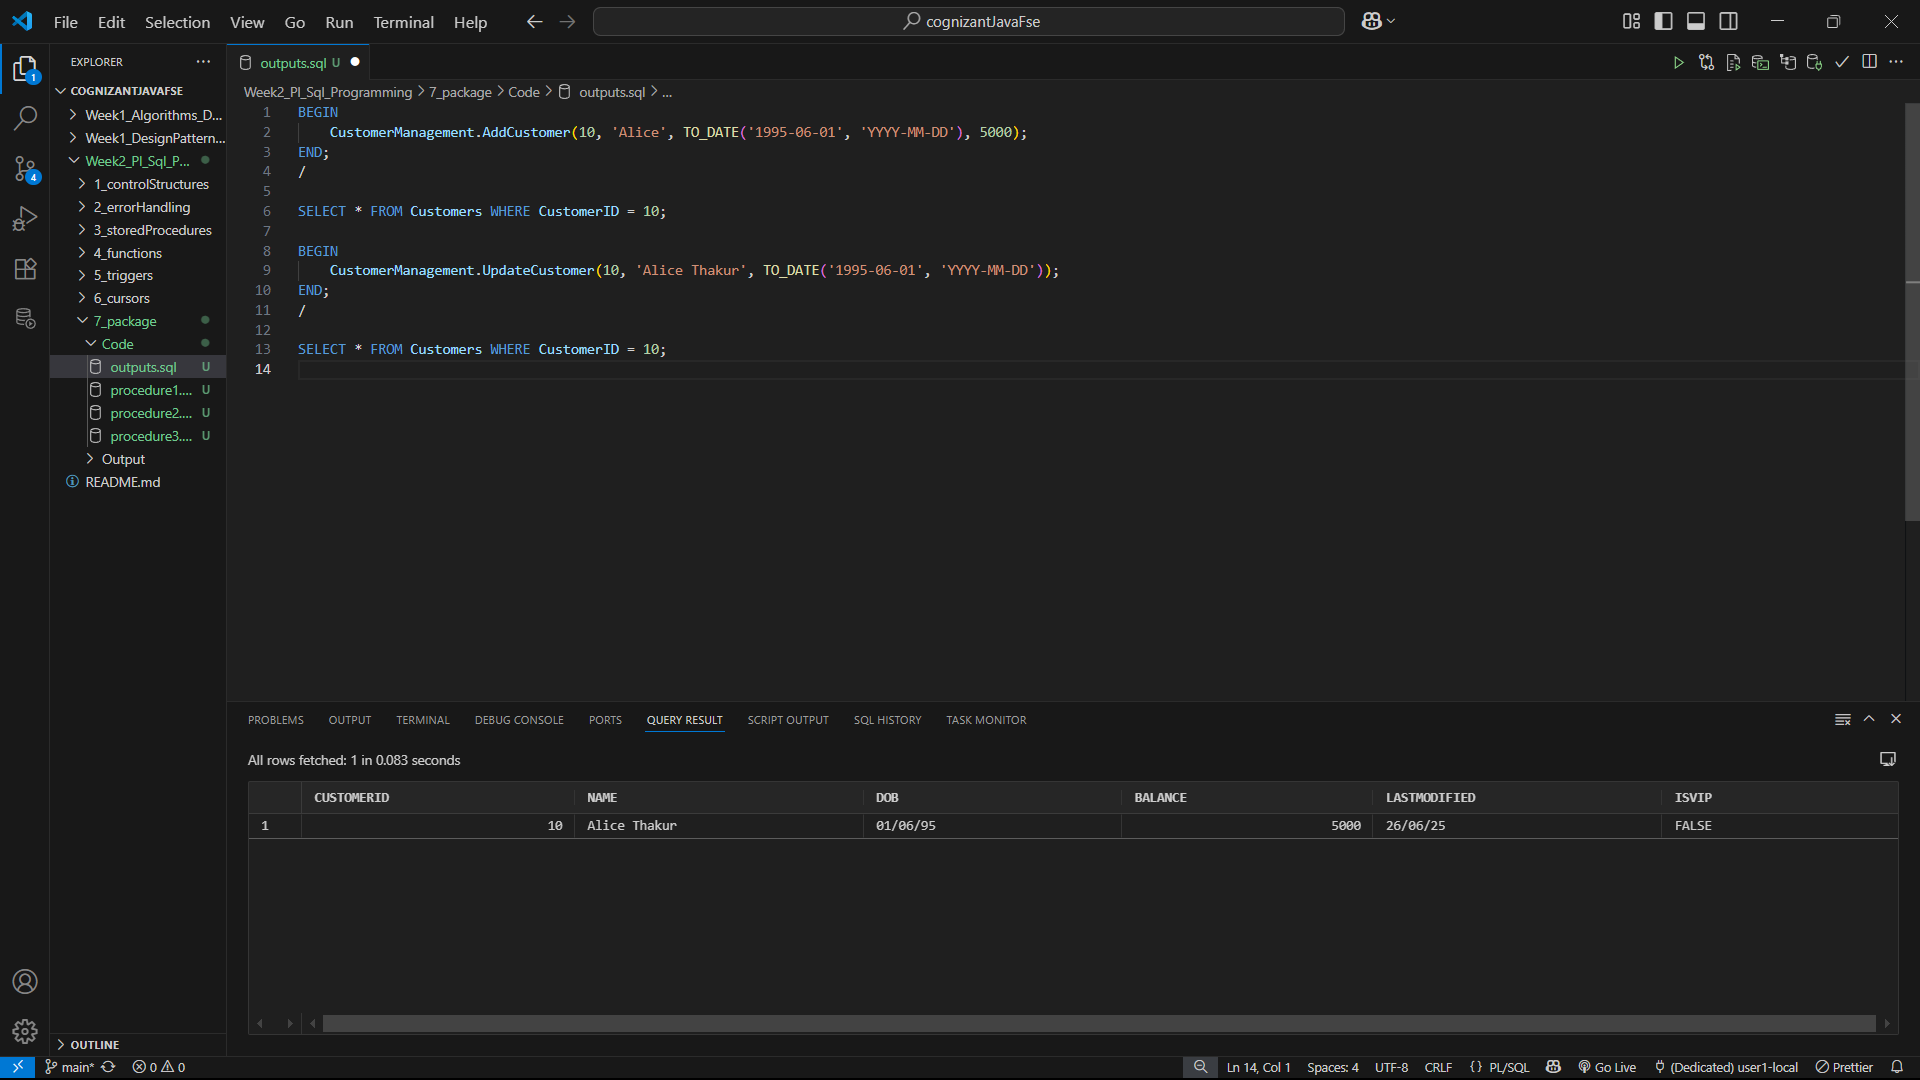 File Edit Selection View Go Run Terminal Help
cognizantJavaFse
EXPLORER
COGNIZANTJAVAFSE
Week1_Algorithms_D...
Week1_DesignPattern...
Week2_Pl_Sql_P...
1_controlStructures
2_errorHandling
3_storedProcedures
4_functions
5_triggers
6_cursors
7_package
Code
outputs.sql U
procedure1.... U
procedure2.... U
procedure3.... U
Output
README.md
OUTLINE
1
4
outputs.sql U
Week2_Pl_Sql_Programming > 7_package > Code > outputs.sql > ...
1 BEGIN
2 CustomerManagement.AddCustomer(10, 'Alice', TO_DATE('1995-06-01', 'YYYY-MM-DD'), 5000);
3 END;
4 /
5
6 SELECT * FROM Customers WHERE CustomerID = 10;
7
8 BEGIN
9 CustomerManagement.UpdateCustomer(10, 'Alice Thakur', TO_DATE('1995-06-01', 'YYYY-MM-DD'));
10 END;
11 /
12
13 SELECT * FROM Customers WHERE CustomerID = 10;
14
PROBLEMS OUTPUT TERMINAL DEBUG CONSOLE PORTS QUERY RESULT SCRIPT OUTPUT SQL HISTORY TASK MONITOR
All rows fetched: 1 in 0.083 seconds
CUSTOMERID NAME DOB BALANCE LASTMODIFIED ISVIP
1 10 Alice Thakur 01/06/95 5000 26/06/25 FALSE
main* 0 0 Ln 14, Col 1 Spaces: 4 UTF-8 CRLF {} PL/SQL Go Live (Dedicated) user1-local Prettier